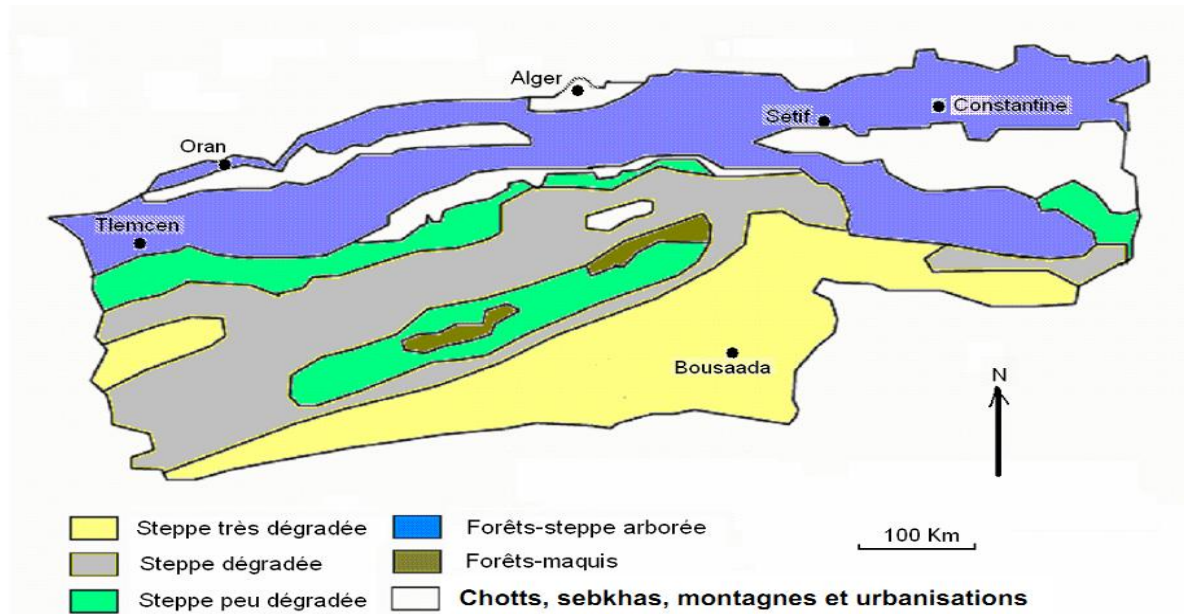 Alger
Constantine
Setif
Oran
Tlemcen
Bousaada
N
Steppe très dégradée
Forêts-steppe arborée
100 Km
Steppe dégradée
Forêts-maquis
Steppe peu dégradée
Chotts, sebkhas, montagnes et urbanisations